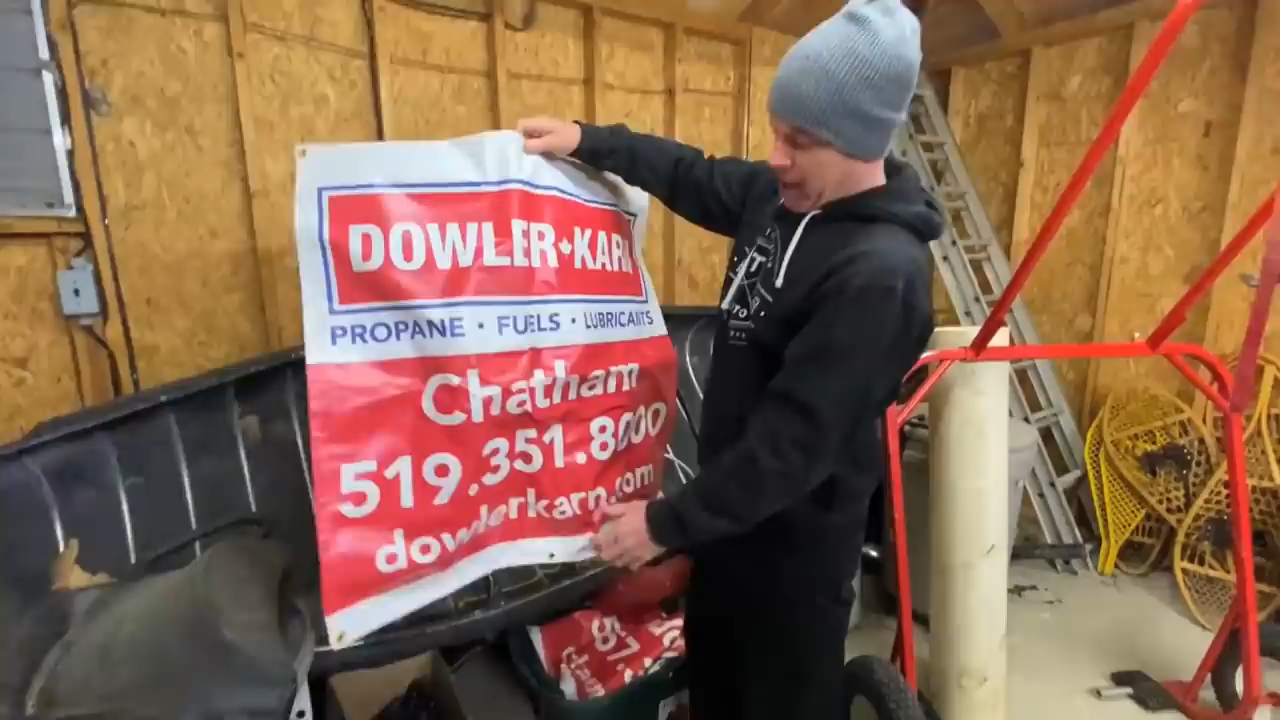 DOWLER KARN
PROPANE • FUELS • LUBRICANTS
Chatham
519.351.8000
dowlerkarn.com